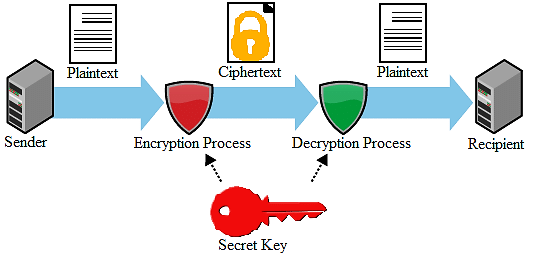 Plaintext
Ciphertext
Plaintext
Sender
Encryption Process
Decryption Process
Recipient
Secret Key